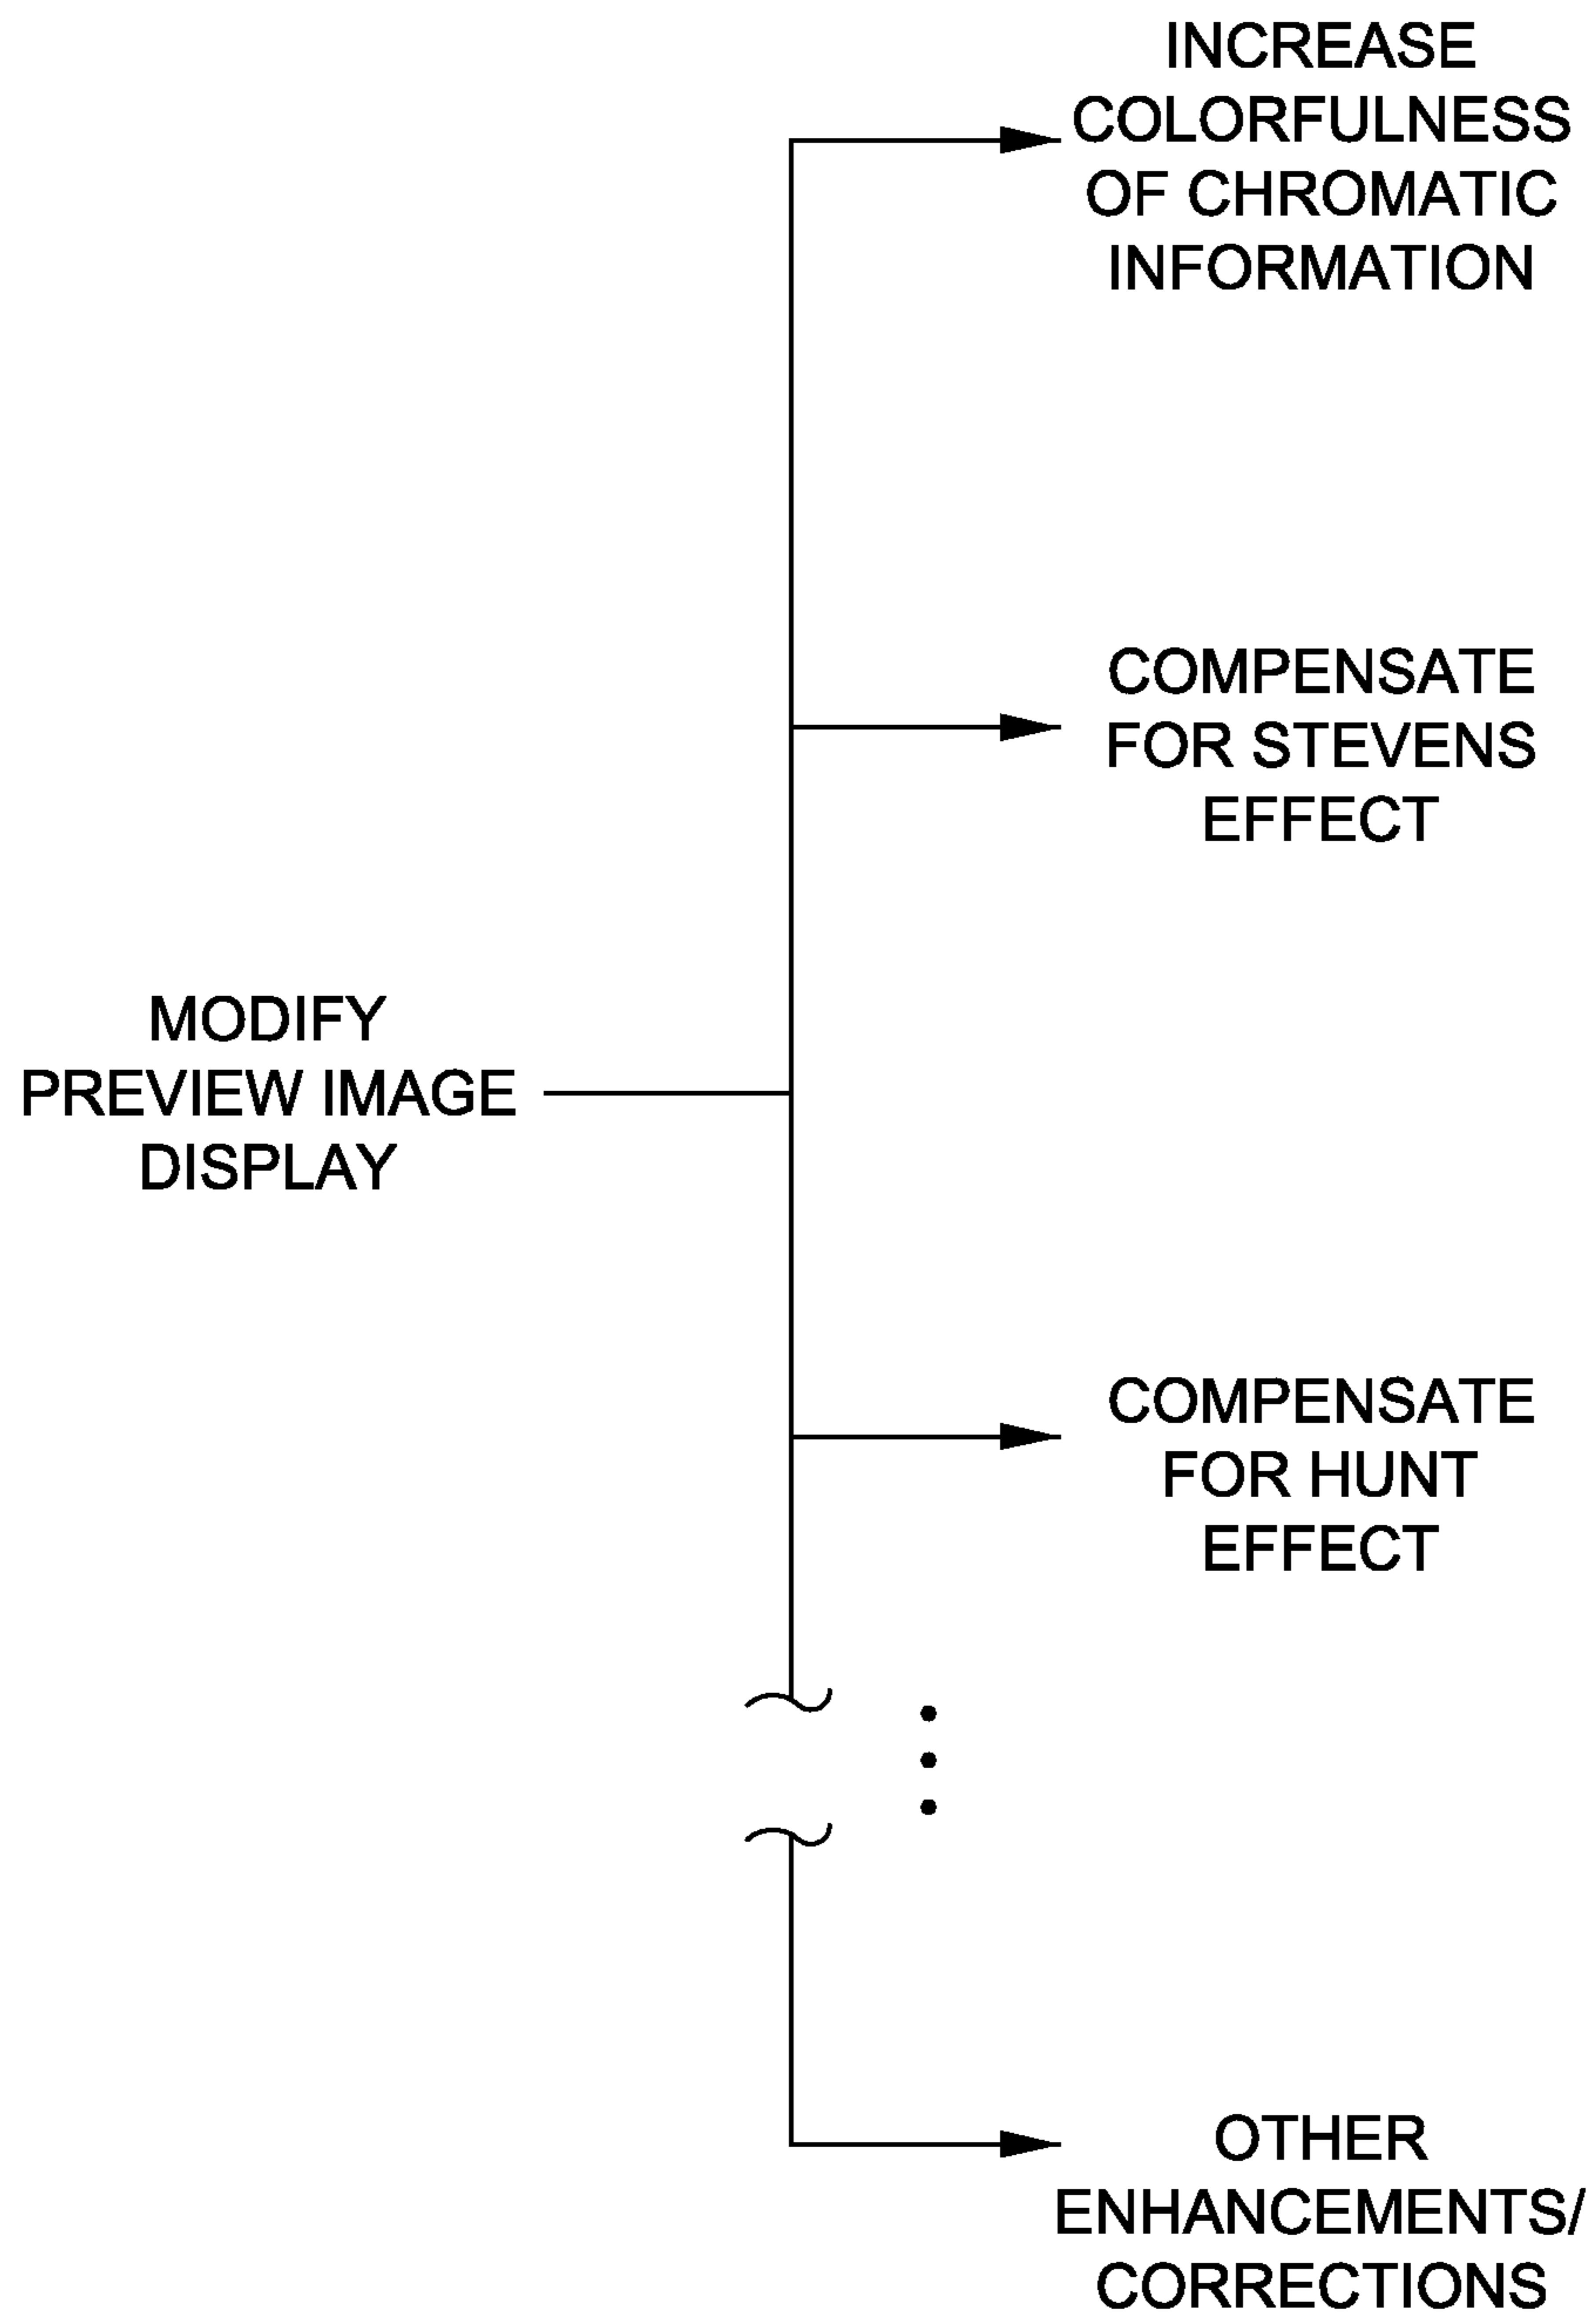 INCREASE
COLORFULNESS
OF CHROMATIC
INFORMATION
COMPENSATE
FOR STEVENS
EFFECT
MODIFY
PREVIEW IMAGE
DISPLAY
COMPENSATE
FOR HUNT
EFFECT
OTHER
ENHANCEMENTS/
CORRECTIONS